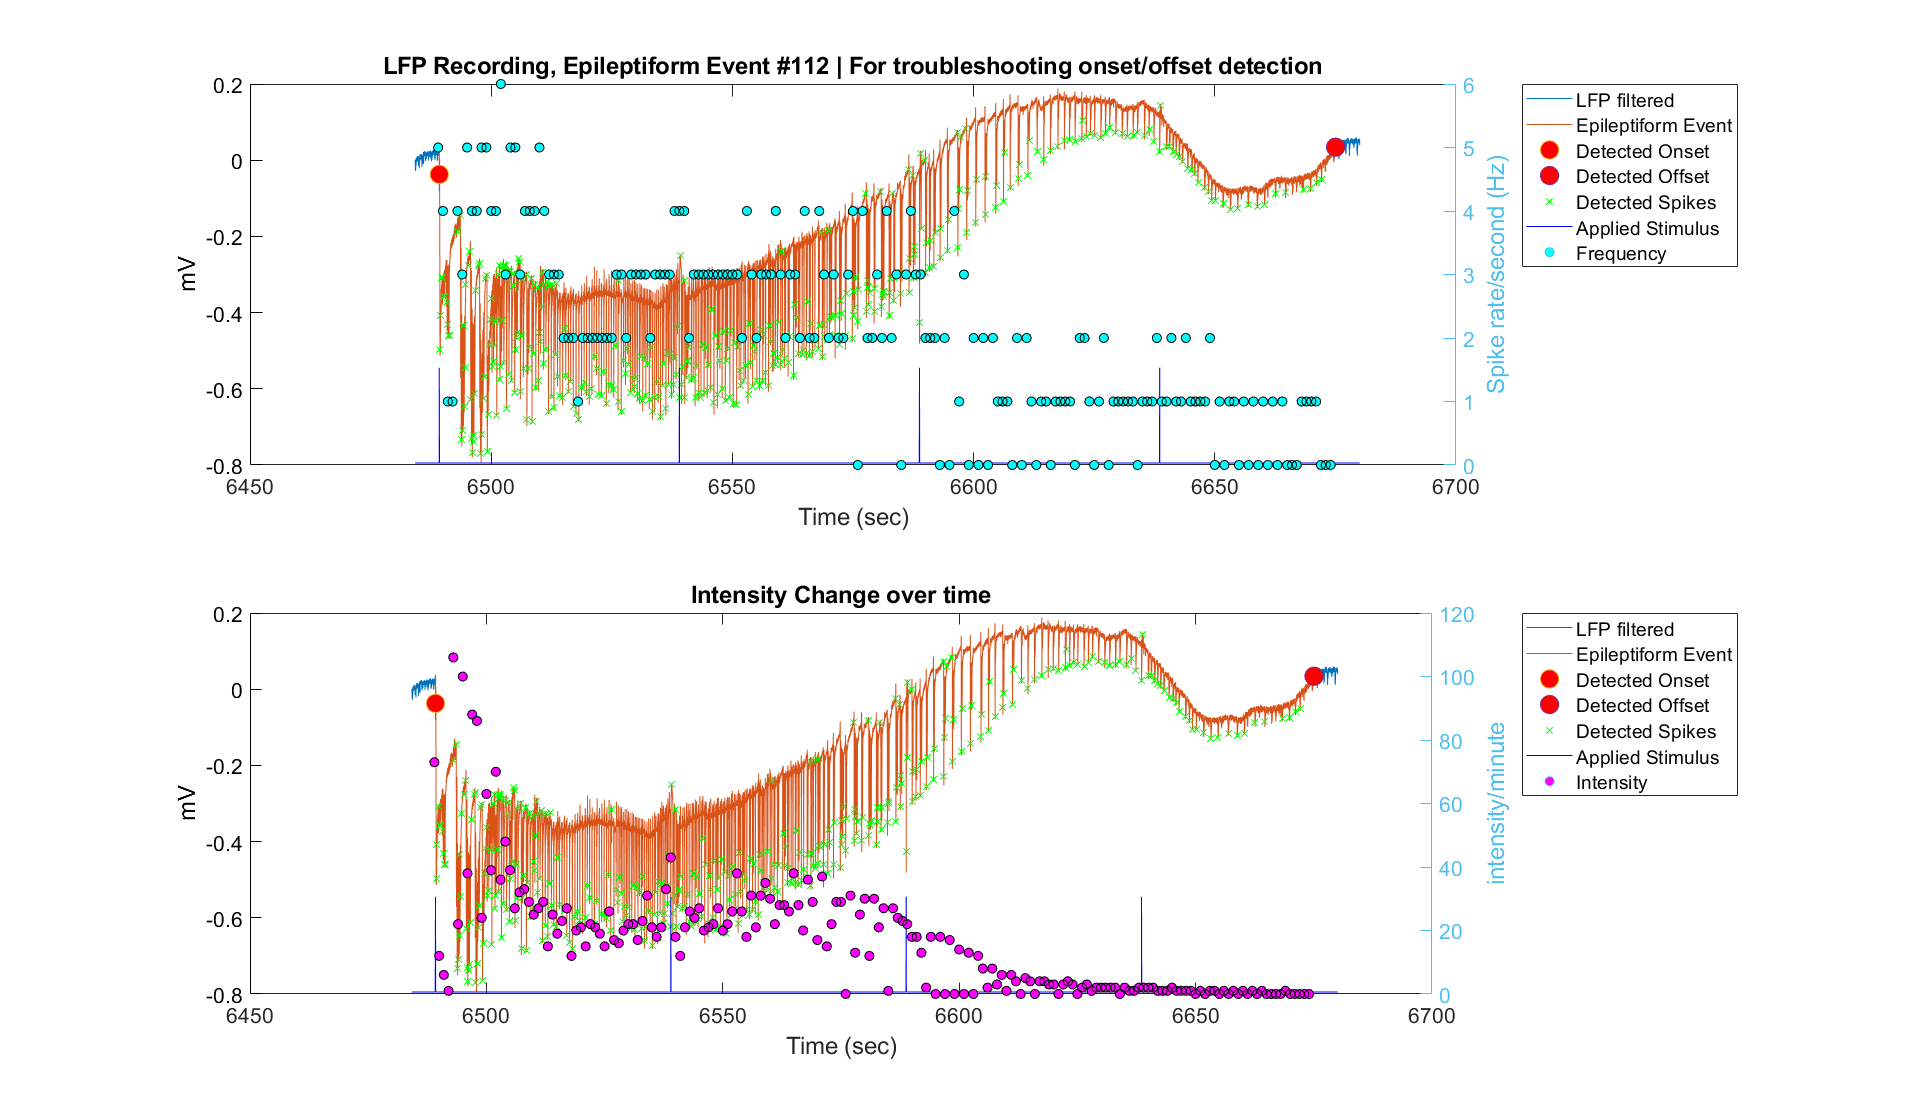 LFP Recording, Epileptiform Event #112 | For troubleshooting onset/offset detection
0.2
0
-0.2
-0.4
-0.6
-0.8
mV
6450
6500
6550
6600
6650
6700
Time (sec)
6
5
4
3
2
1
0
Spike rate/second (Hz)
LFP filtered
Epileptiform Event
Detected Onset
Detected Offset
Detected Spikes
Applied Stimulus
Frequency
Intensity Change over time
0.2
0
-0.2
-0.4
-0.6
-0.8
mV
6450
6500
6550
6600
6650
6700
Time (sec)
120
100
80
60
40
20
0
intensity/minute
LFP filtered
Epileptiform Event
Detected Onset
Detected Offset
Detected Spikes
Applied Stimulus
Intensity